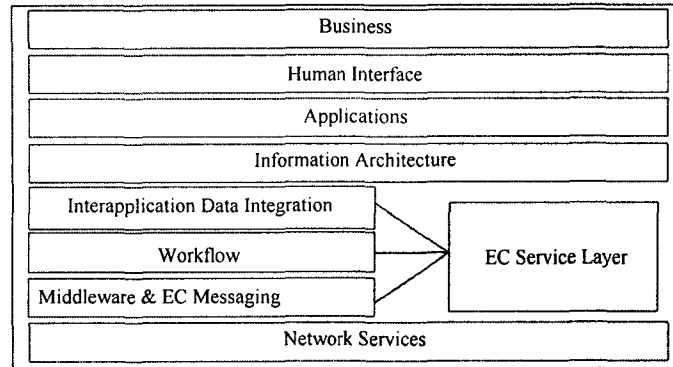 Business
Human Interface
Applications
Information Architecture
Interapplication Data Integration
Workflow
EC Service Layer
Middleware & EC Messaging
Network Services